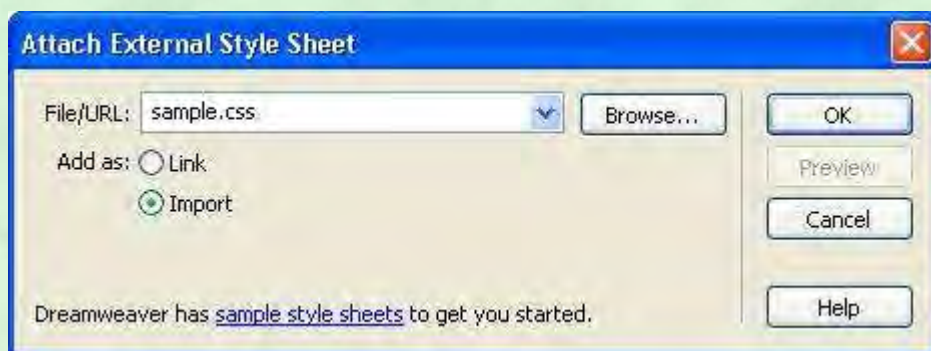 Attach External Style Sheet
File/URL: sample.css Browse... OK
Add as: Link Preview
Import Cancel
Dreamweaver has sample style sheets to get you started. Help